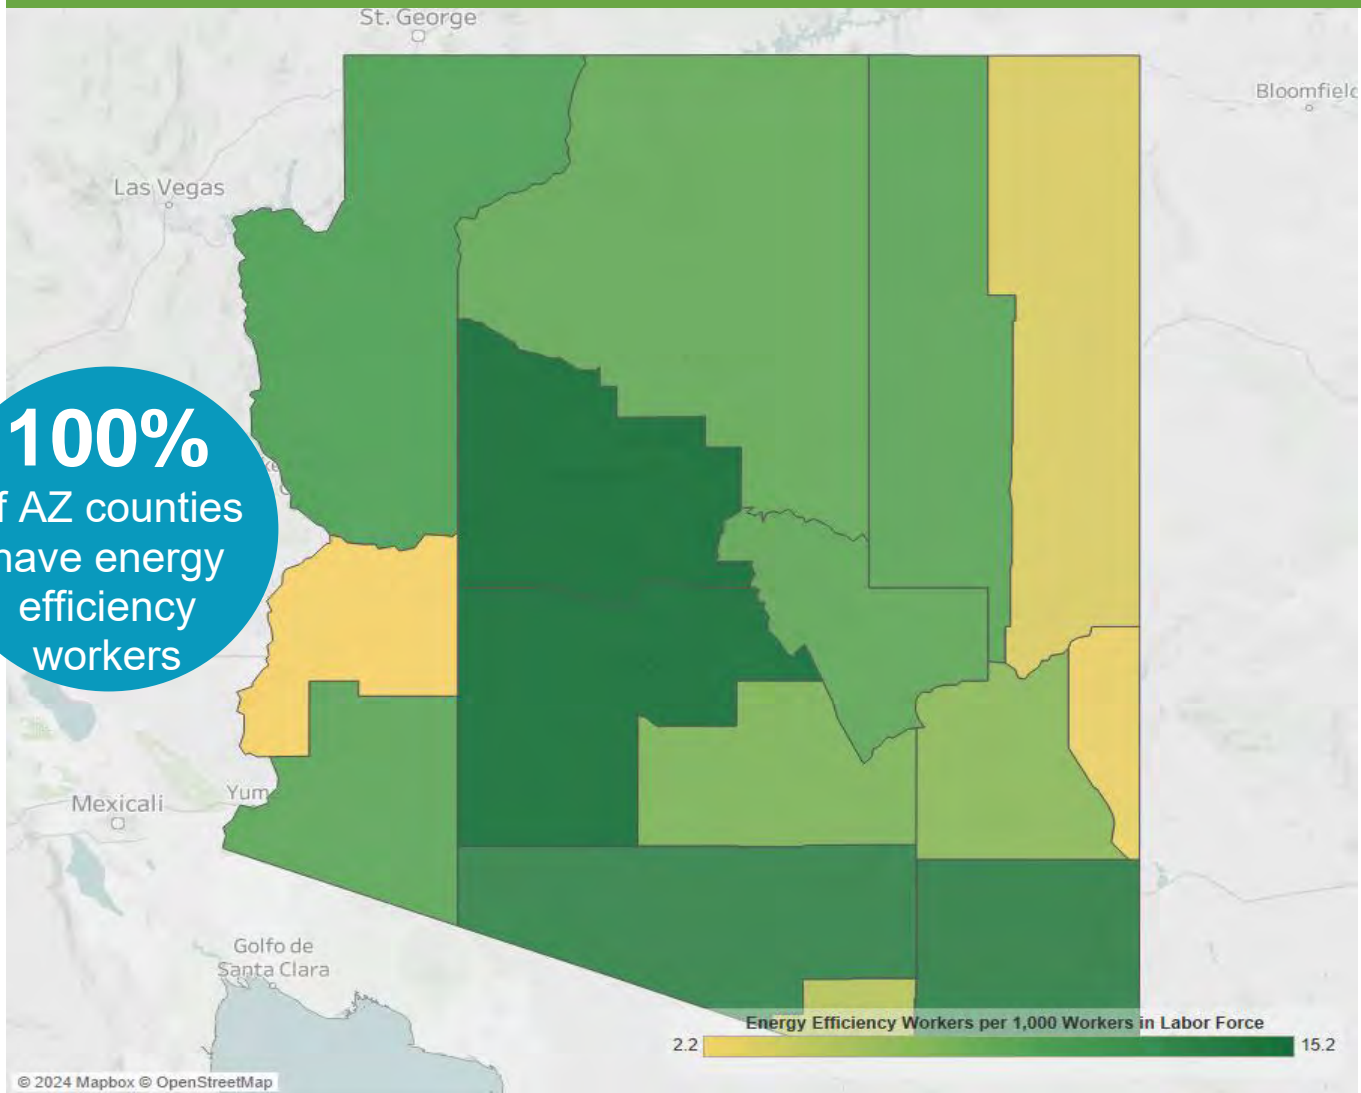 St. George
Bloomfield
Las Vegas
100%
f AZ counties
have energy
efficiency
workers
Mexicali
Yum
Golfo de
Santa Clara
Energy Efficiency Workers per 1,000 Workers in Labor Force
2.2
15.2
© 2024 Mapbox © OpenStreetMap